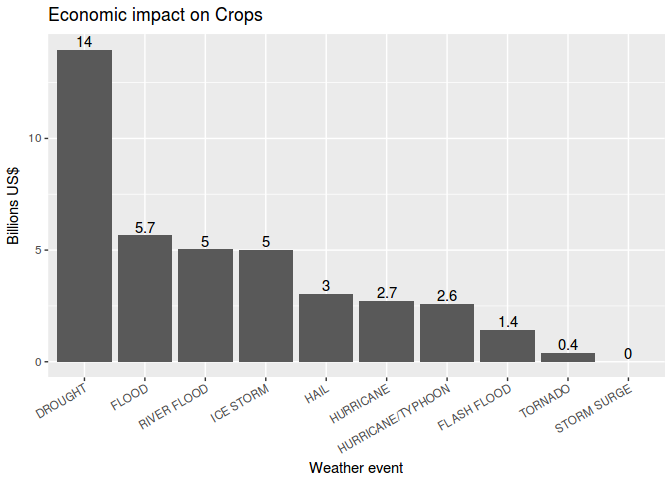 Economic impact on Crops
14
5.7
5
5
3
2.7
2.6
1.4
0.4
0
10
5
0
Billions US$
DROUGHT
FLOOD
RIVER FLOOD
ICE STORM
HAIL
HURRICANE
HURRICANE/TYPHOON
FLASH FLOOD
TORNADO
STORM SURGE
Weather event